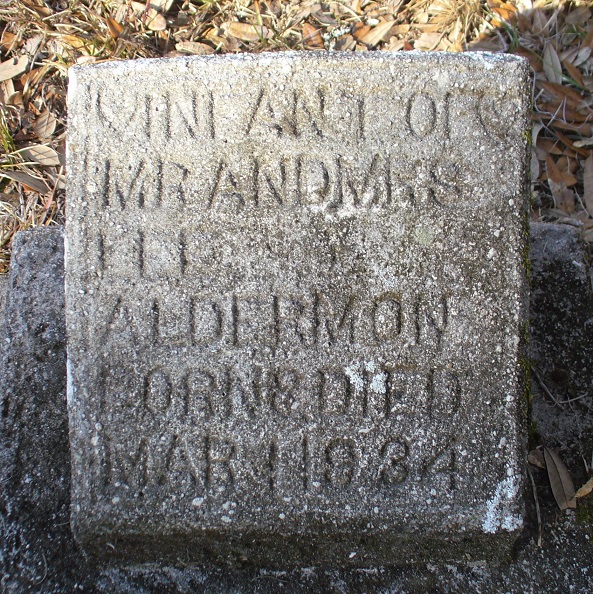 INFANT OF
MR AND MRS
ALDERMON
BORN & DIED
MAR 1 1934